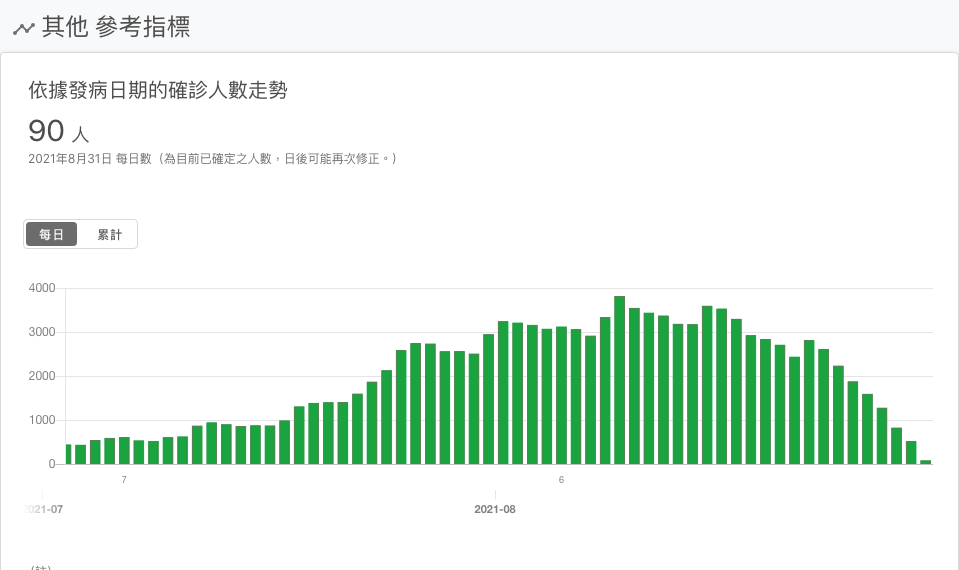 其他 參考指標
依據發病日期的確診人數走勢
90 人
2021年8月31日 每日數（為目前已確定之人數，日後可能再次修正。）
每日 累計
4000
3000
2000
1000
0
7 6
2021-07 2021-08